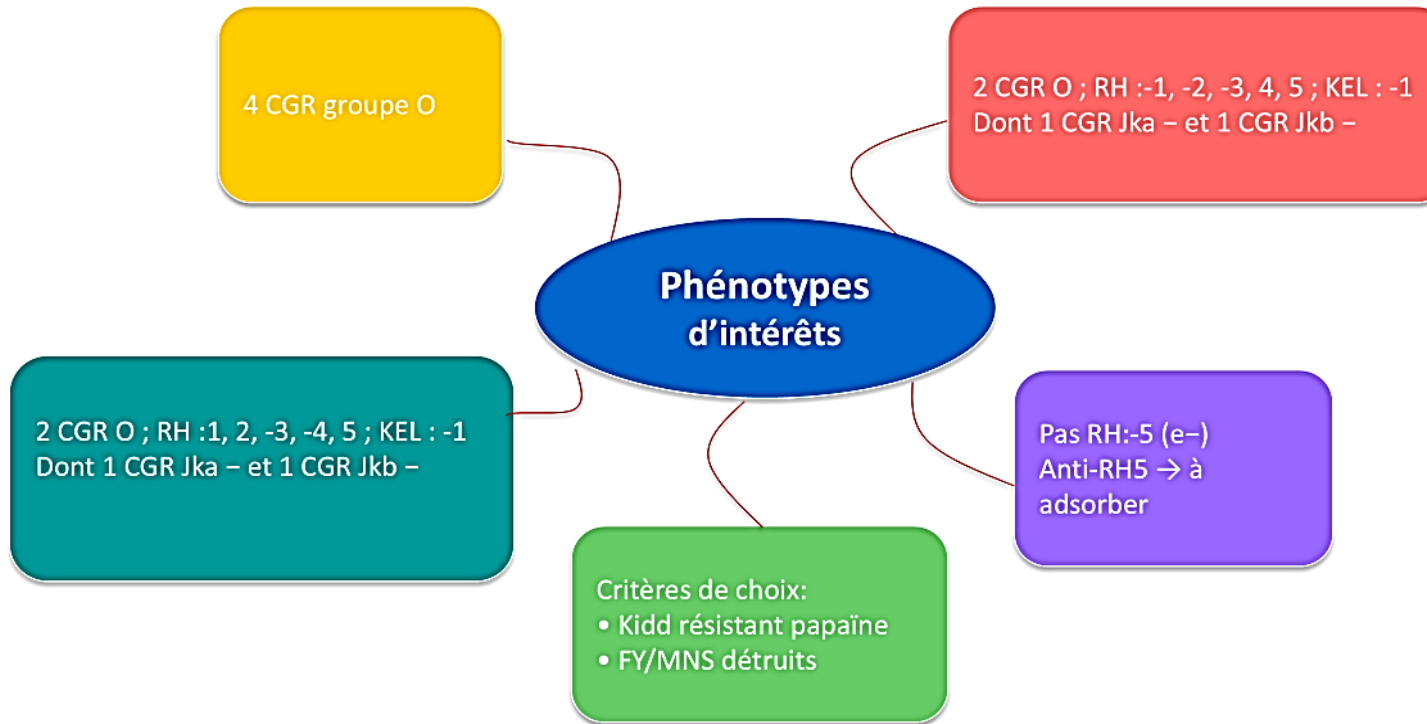 4 CGR groupe O
2 CGR O ; RH :-1, -2, -3, 4, 5 ; KEL : -1
Dont 1 CGR Jka – et 1 CGR Jkb –
Phénotypes
d’intérêts
2 CGR O ; RH :1, 2, -3, -4, 5 ; KEL : -1
Dont 1 CGR Jka – et 1 CGR Jkb –
Pas RH:-5 (e–)
Anti-RH5 → à
adsorber
Critères de choix:
• Kidd résistant papaïne
• FY/MNS détruits